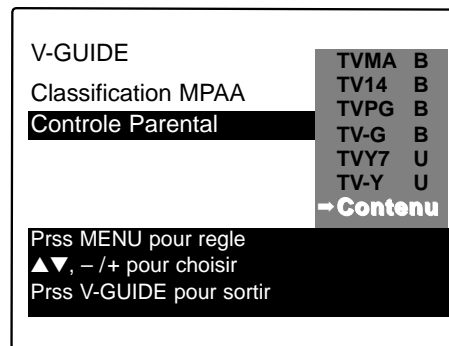 V-GUIDE
Classification MPAA
Controle Parental
TVMA B
TV14 B
TVPG B
TV-G B
TVY7 U
TV-Y U
➡Contenu
Prss MENU pour regle
▲▼, – /+ pour choisir
Prss V-GUIDE pour sortir